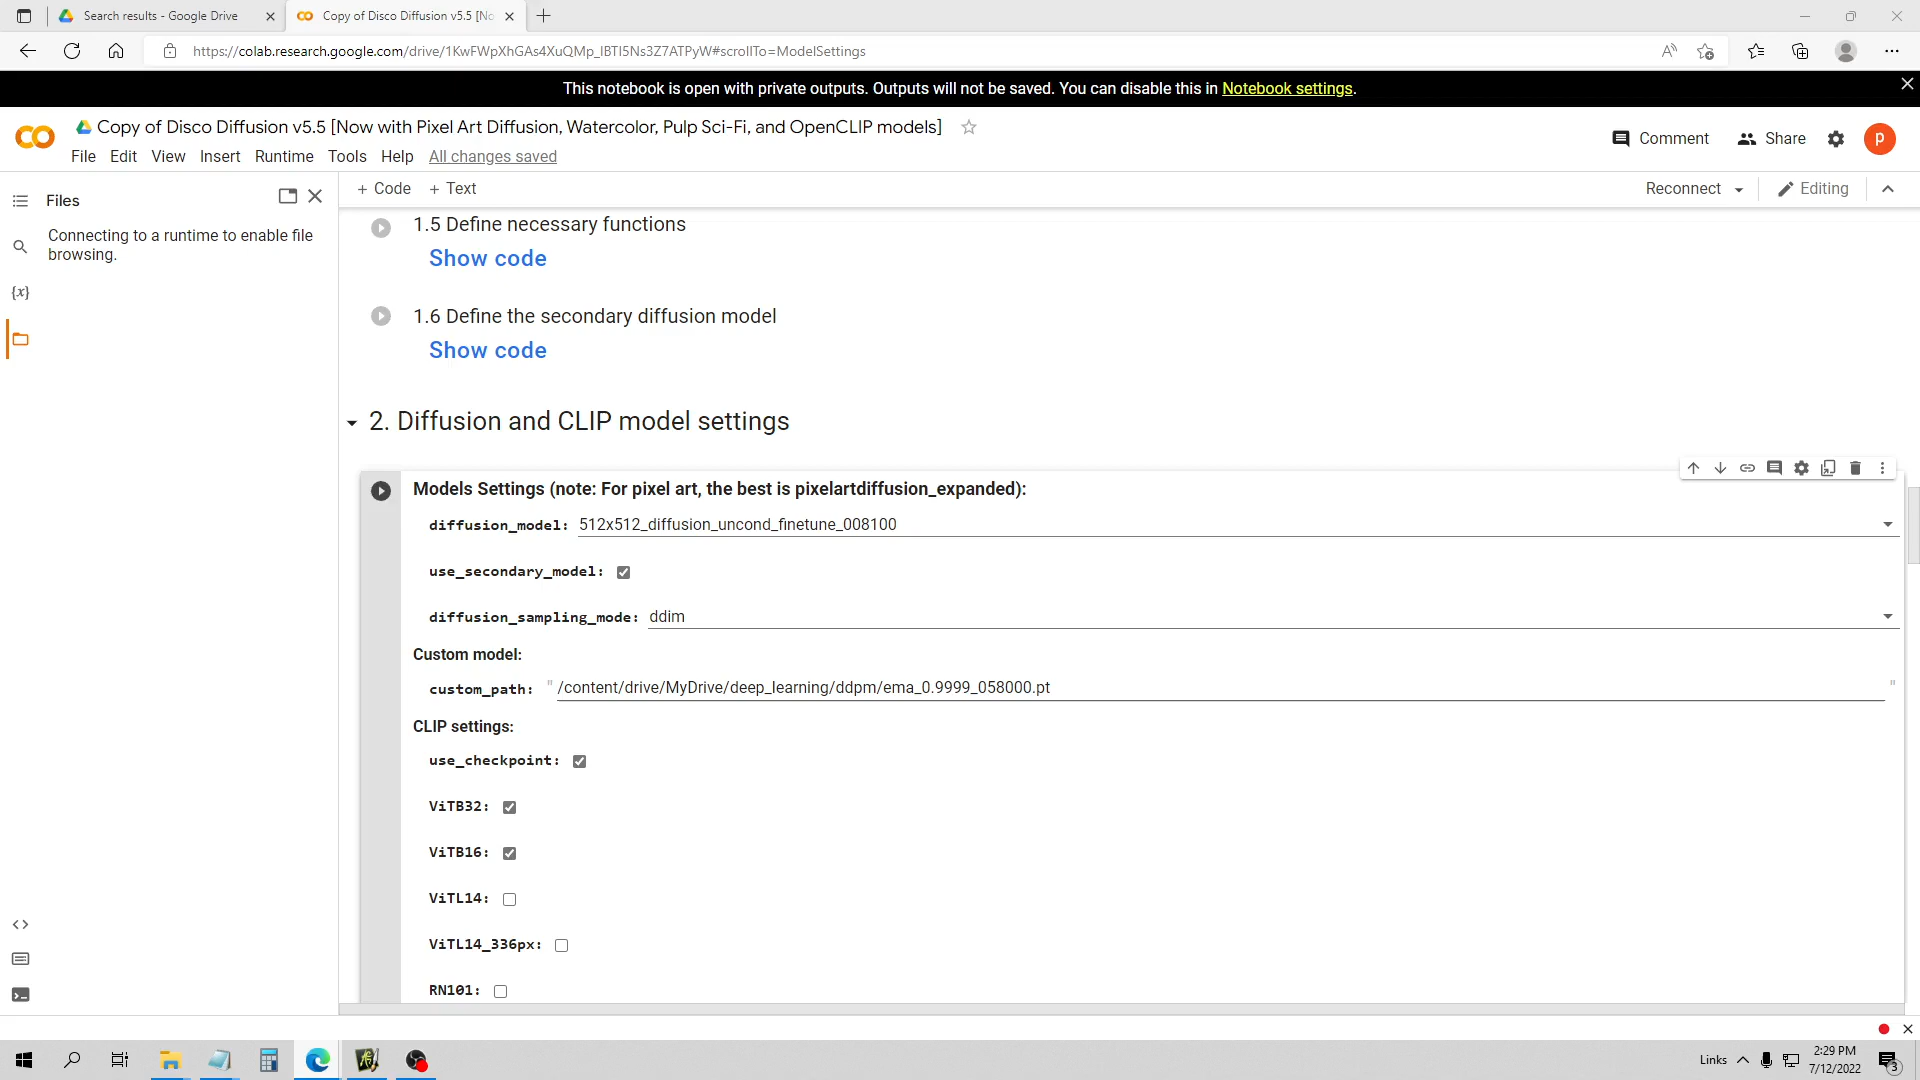 Search results - Google Drive
Copy of Disco Diffusion v5.5 [No
https://colab.research.google.com/drive/1KwFWpXhGAs4XuQMp_IBTI5Ns3Z7ATPyW#scrollTo=ModelSettings
This notebook is open with private outputs. Outputs will not be saved. You can disable this in Notebook settings.
Copy of Disco Diffusion v5.5 [Now with Pixel Art Diffusion, Watercolor, Pulp Sci-Fi, and OpenCLIP models]
Comment Share P
File Edit View Insert Runtime Tools Help All changes saved
Files
+ Code + Text
Reconnect Editing
Connecting to a runtime to enable file
browsing.
{x}
1.5 Define necessary functions
Show code
1.6 Define the secondary diffusion model
Show code
2. Diffusion and CLIP model settings
Models Settings (note: For pixel art, the best is pixelartdiffusion_expanded):
diffusion_model: 512x512_diffusion_uncond_finetune_008100
use_secondary_model:
diffusion_sampling_mode: ddim
Custom model:
custom_path: "/content/drive/MyDrive/deep_learning/ddpm/ema_0.9999_058000.pt"
CLIP settings:
use_checkpoint:
ViTB32:
ViTB16:
ViTL14:
ViTL14_336px:
RN101:
Links
2:29 PM
7/12/2022
3